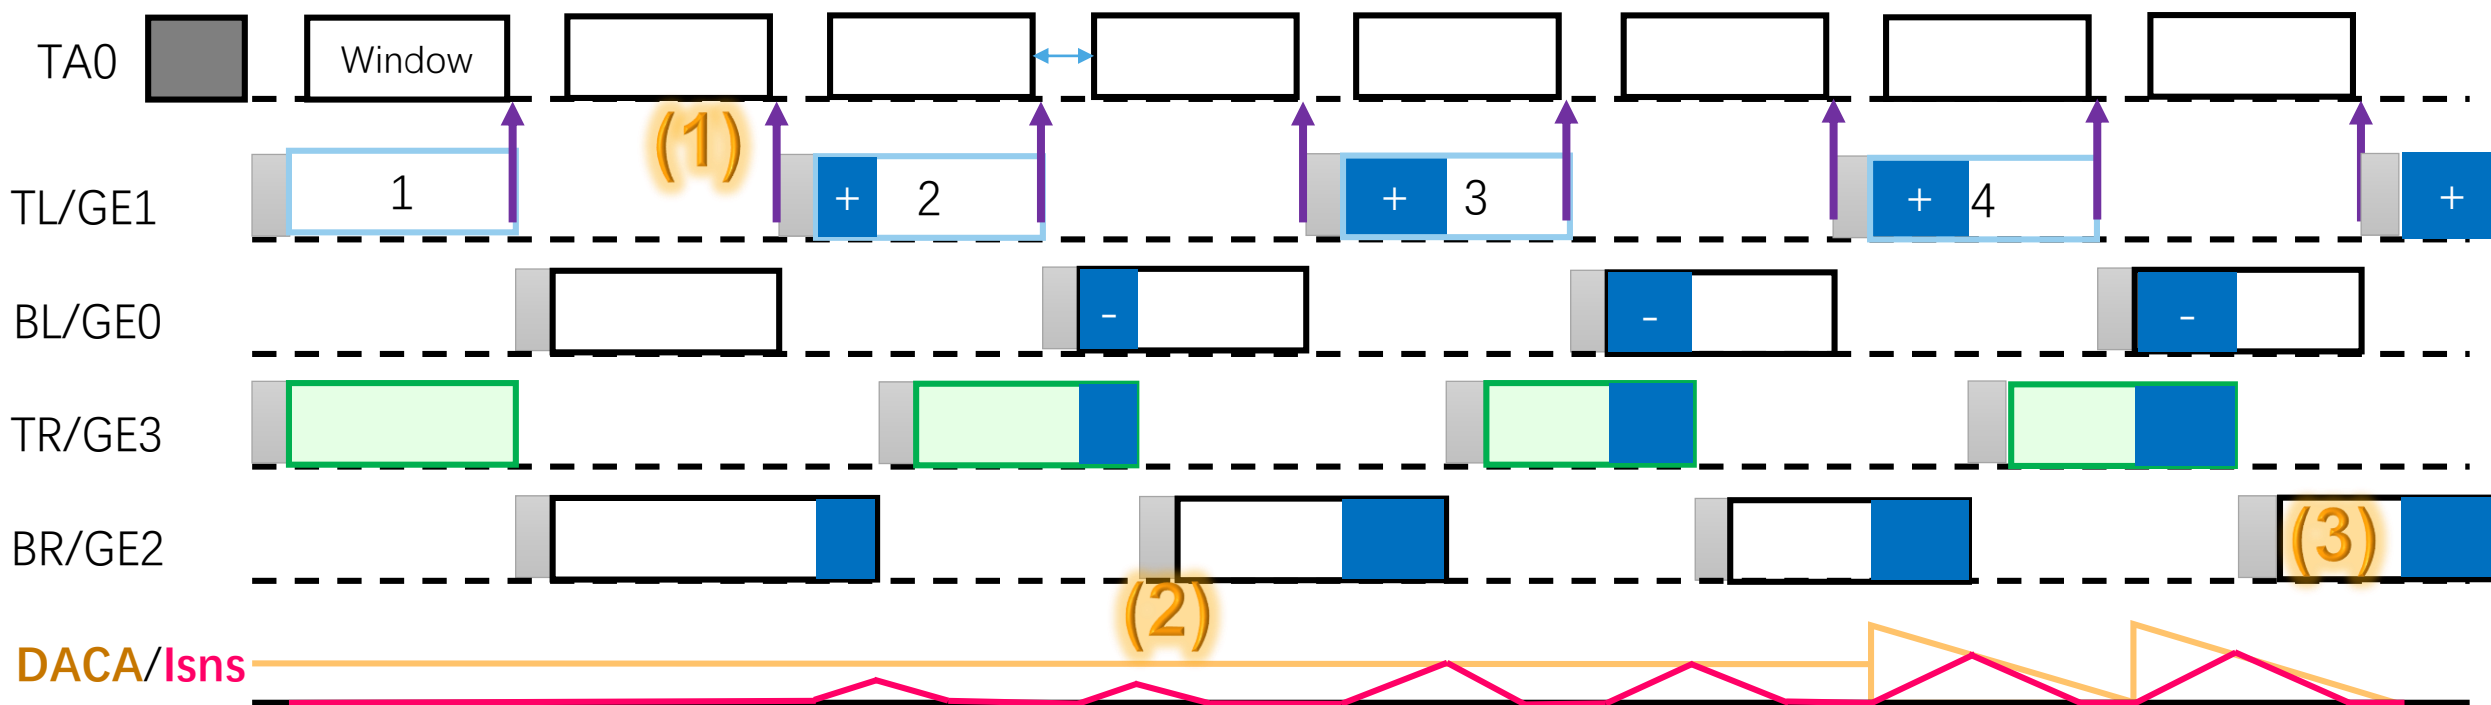 TA0 Window
(1)
TL/GE1 1 + 2 + 3 + 4 +
BL/GE0 - - -
TR/GE3
BR/GE2 (3)
(2)
DACA/Isns